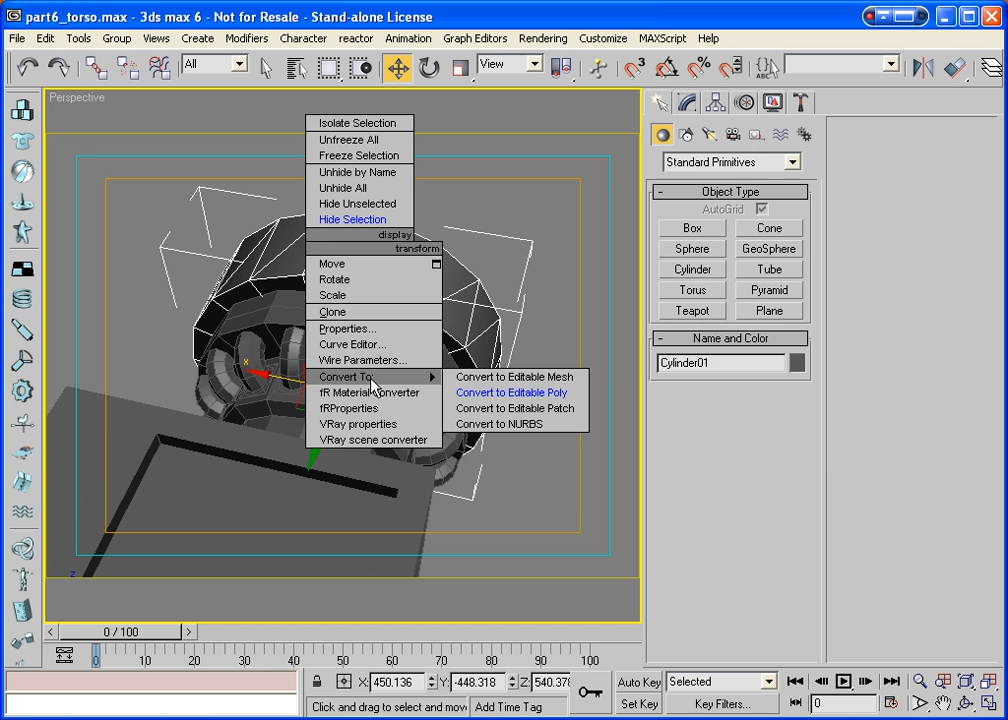 part6_torso.max - 3ds max 6 - Not for Resale - Stand-alone License
File Edit Tools Group Views Create Modifiers Character reactor Animation Graph Editors Rendering Customize MAXScript Help
All
View
3
%
ABC
Perspective
Isolate Selection
Unfreeze All
Freeze Selection
Unhide by Name
Unhide All
Hide Unselected
Hide Selection
display
transform
Move
Rotate
Scale
Clone
Properties...
Curve Editor...
Wire Parameters...
Convert To:
fR Material Converter
fRProperties
VRay properties
VRay scene converter
Convert to Editable Mesh
Convert to Editable Poly
Convert to Editable Patch
Convert to NURBS
x
z
Standard Primitives
- Object Type
AutoGrid
Box Cone
Sphere GeoSphere
Cylinder Tube
Torus Pyramid
Teapot Plane
- Name and Color
Cylinder01
< 0 / 100 >
0 10 20 30 40 50 60 70 80 90 100
X: 450.136 Y: -448.318 Z: 540.378
Click and drag to select and move Add Time Tag
Auto Key Selected
Set Key Key Filters...
0